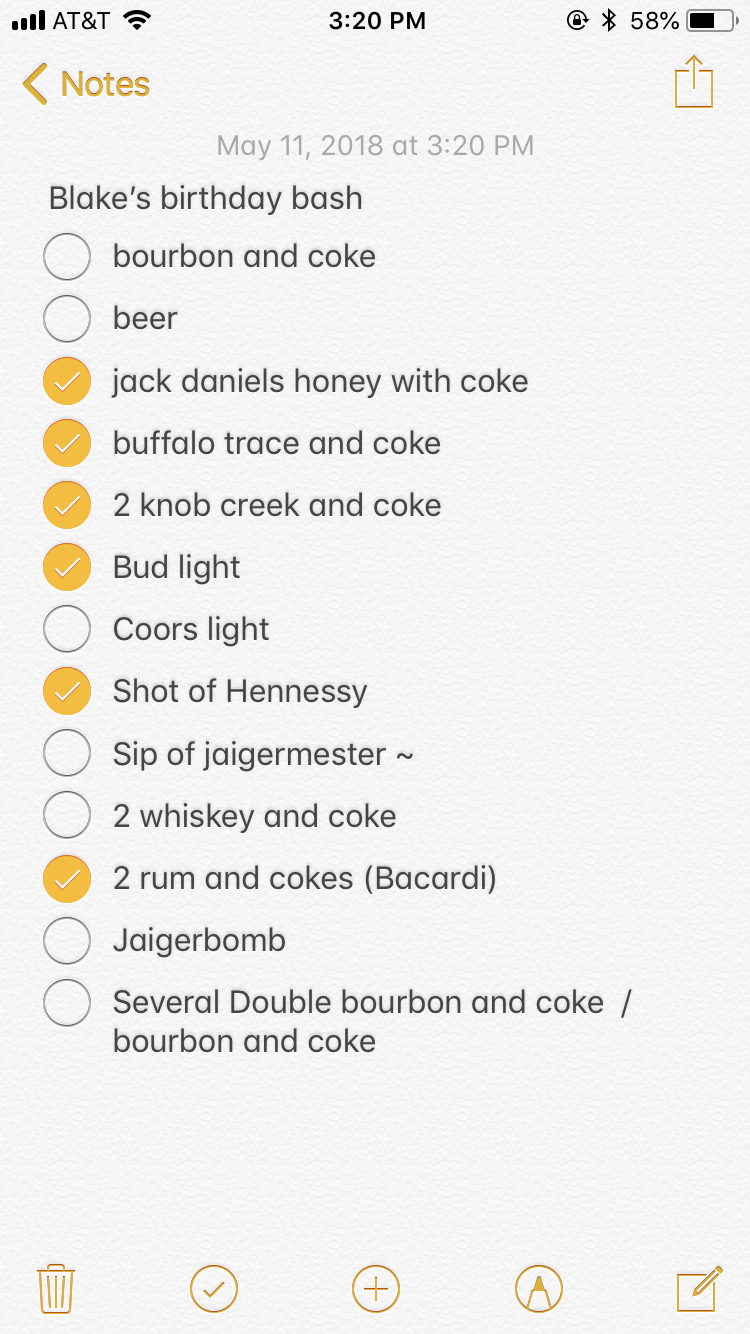 AT&T 3:20 PM 58%
Notes
May 11, 2018 at 3:20 PM
Blake's birthday bash
bourbon and coke
beer
jack daniels honey with coke
buffalo trace and coke
2 knob creek and coke
Bud light
Coors light
Shot of Hennessy
Sip of jaigermester ~
2 whiskey and coke
2 rum and cokes (Bacardi)
Jaigerbomb
Several Double bourbon and coke /
bourbon and coke